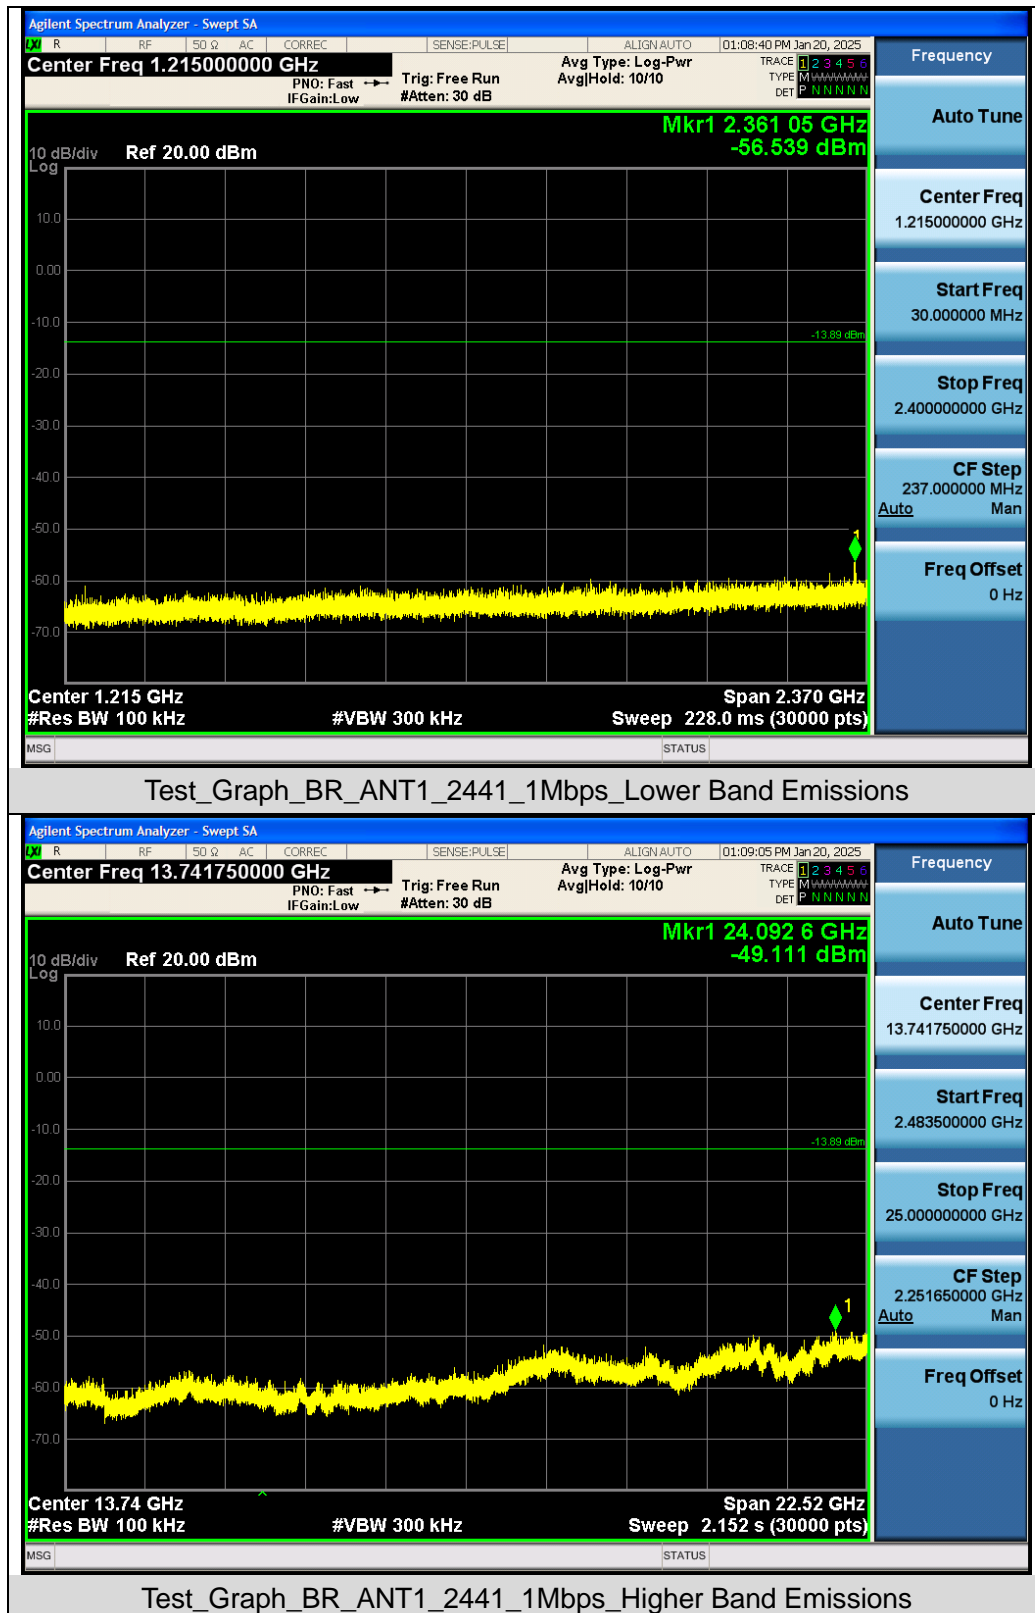 Agilent Spectrum Analyzer - Swept SA
LXI R RF 50 Ω AC CORREC SENSE:PULSE ALIGN AUTO 01:08:40 PM Jan 20, 2025
Center Freq 1.215000000 GHz
PNO: Fast
IFGain:Low
Trig: Free Run
#Atten: 30 dB
Avg Type: Log-Pwr
Avg|Hold: 10/10
TRACE 1 2 3 4 5 6
TYPE M WWWWW
DET P N N N N N
Frequency
Auto Tune
Center Freq
1.215000000 GHz
Start Freq
30.000000 MHz
Stop Freq
2.400000000 GHz
CF Step
237.000000 MHz
Auto Man
Freq Offset
0 Hz
Mkr1 2.361 05 GHz
-56.539 dBm
10 dB/div Ref 20.00 dBm
Log
10.0
0.00
-10.0
-13.89 dBm
-20.0
-30.0
-40.0
-50.0
1
-60.0
-70.0
Center 1.215 GHz Span 2.370 GHz
#Res BW 100 kHz #VBW 300 kHz Sweep 228.0 ms (30000 pts)
MSG STATUS
Test_Graph_BR_ANT1_2441_1Mbps_Lower Band Emissions
Agilent Spectrum Analyzer - Swept SA
LXI R RF 50 Ω AC CORREC SENSE:PULSE ALIGN AUTO 01:09:05 PM Jan 20, 2025
Center Freq 13.741750000 GHz
PNO: Fast
IFGain:Low
Trig: Free Run
#Atten: 30 dB
Avg Type: Log-Pwr
Avg|Hold: 10/10
TRACE 1 2 3 4 5 6
TYPE M WWWWW
DET P N N N N N
Frequency
Auto Tune
Center Freq
13.741750000 GHz
Start Freq
2.483500000 GHz
Stop Freq
25.000000000 GHz
CF Step
2.251650000 GHz
Auto Man
Freq Offset
0 Hz
Mkr1 24.092 6 GHz
-49.111 dBm
10 dB/div Ref 20.00 dBm
Log
10.0
0.00
-10.0
-13.89 dBm
-20.0
-30.0
-40.0
1
-50.0
-60.0
-70.0
Center 13.74 GHz Span 22.52 GHz
#Res BW 100 kHz #VBW 300 kHz Sweep 2.152 s (30000 pts)
MSG STATUS
Test_Graph_BR_ANT1_2441_1Mbps_Higher Band Emissions